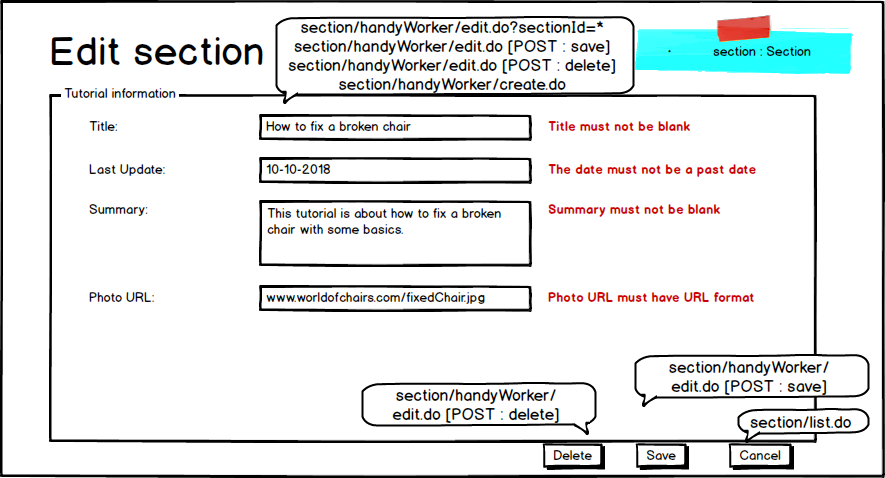 section/handyWorker/edit.do?sectionId=*
section/handyWorker/edit.do [POST : save]
section/handyWorker/edit.do [POST : delete]
section/handyWorker/create.do
Edit section
section : Section
Tutorial information
Title:
How to fix a broken chair
Title must not be blank
Last Update:
10-10-2018
The date must not be a past date
Summary:
This tutorial is about how to fix a broken
chair with some basics.
Summary must not be blank
Photo URL:
www.worldofchairs.com/fixedChair.jpg
Photo URL must have URL format
section/handyWorker/
edit.do [POST : save]
section/handyWorker/
edit.do [POST : delete]
section/list.do
Delete
Save
Cancel